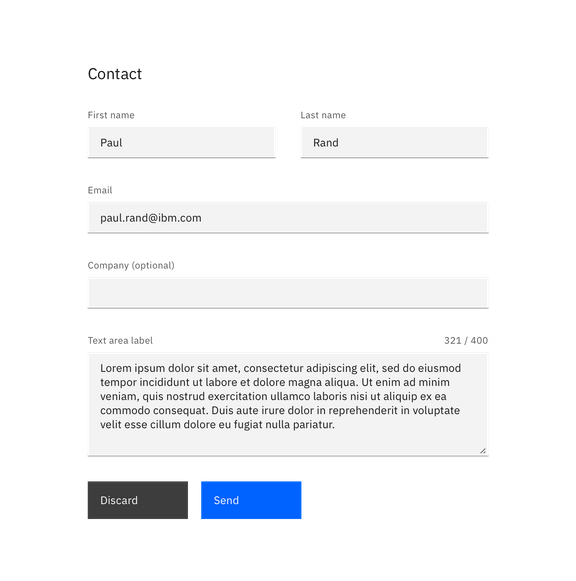 Contact
First name
Last name
Paul
Rand
Email
paul.rand@ibm.com
Company (optional)
Text area label
321 / 400
Lorem ipsum dolor sit amet, consectetur adipiscing elit, sed do eiusmod
tempor incididunt ut labore et dolore magna aliqua. Ut enim ad minim
veniam, quis nostrud exercitation ullamco laboris nisi ut aliquip ex ea
commodo consequat. Duis aute irure dolor in reprehenderit in voluptate
velit esse cillum dolore eu fugiat nulla pariatur.
Discard
Send